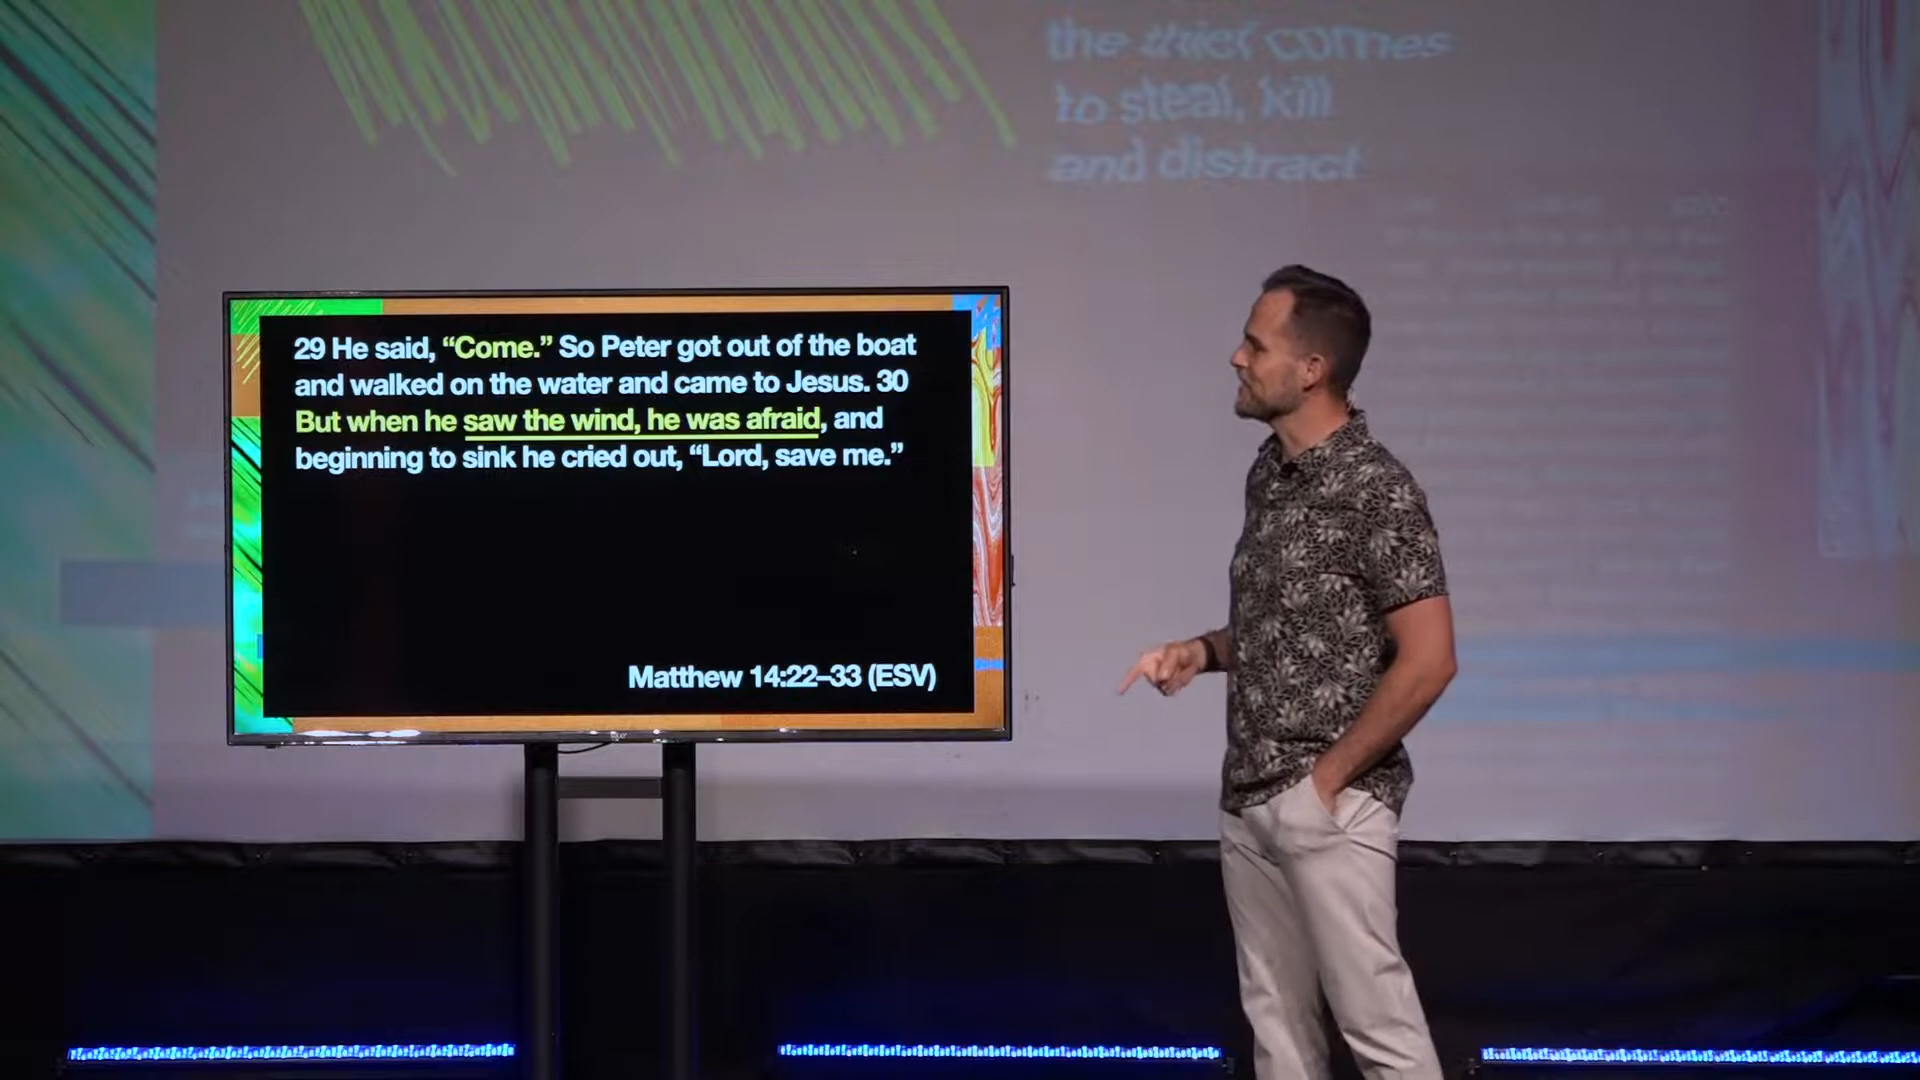 the thief comes
to steal, kill
and distract
29 He said, “Come.” So Peter got out of the boat
and walked on the water and came to Jesus. 30
But when he saw the wind, he was afraid, and
beginning to sink he cried out, “Lord, save me.”
Matthew 14:22–33 (ESV)